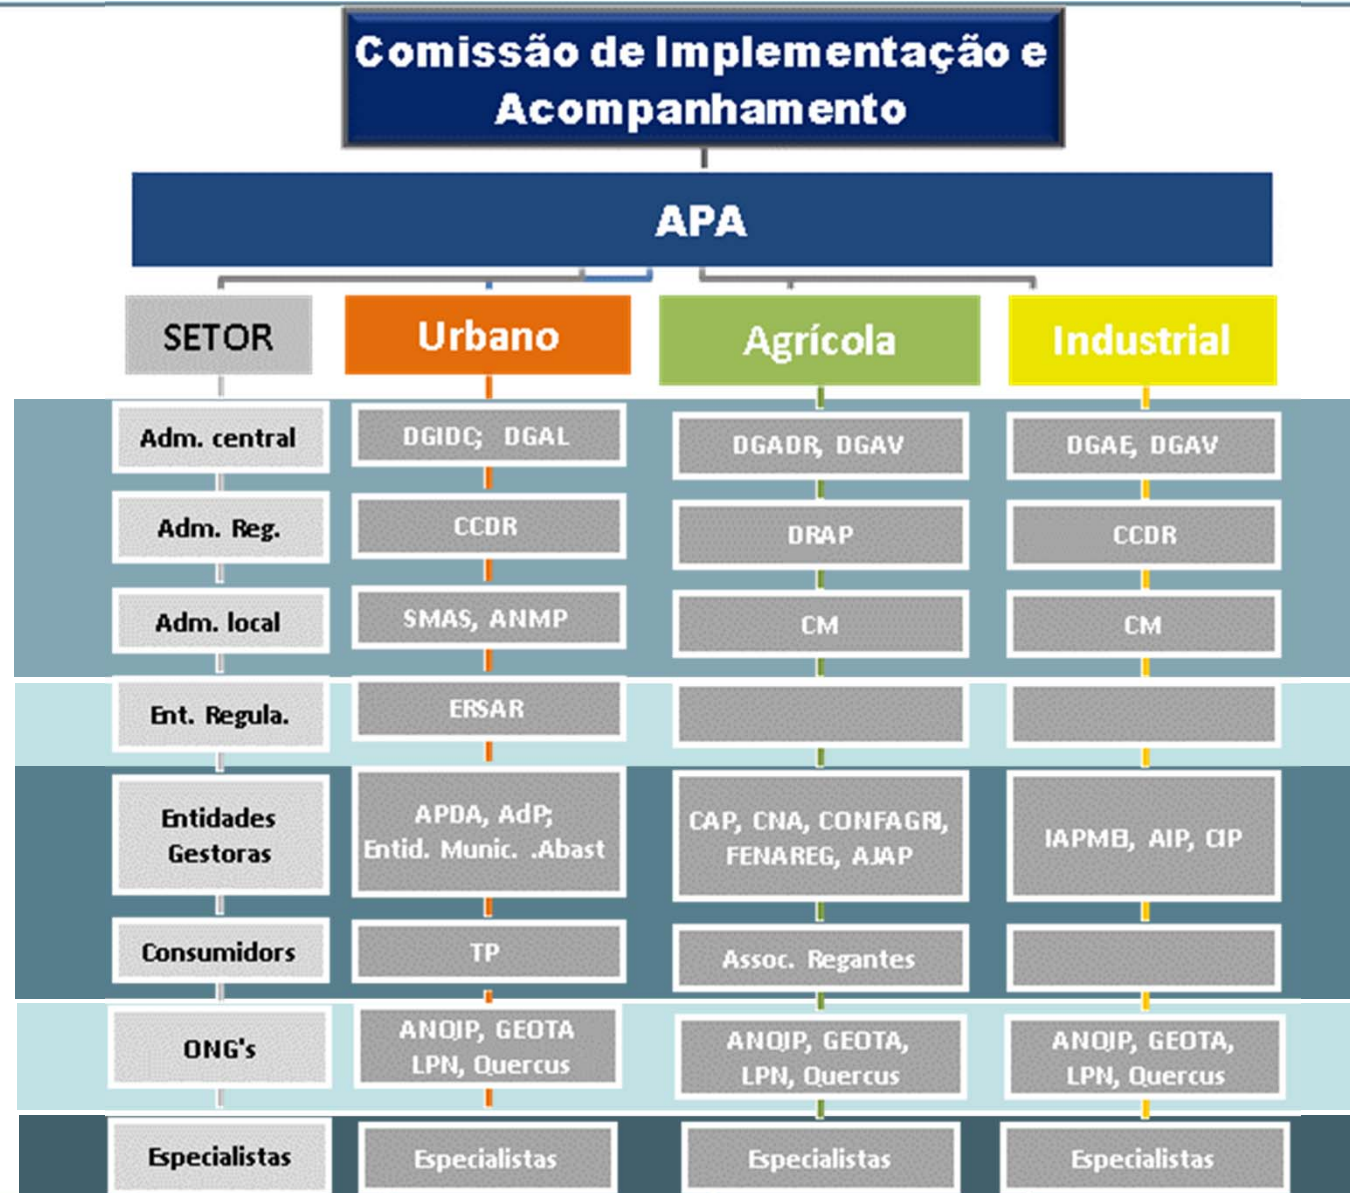 Comissão de Implementação e
Acompanhamento
APA
SETOR
Urbano
Agrícola
Industrial
Adm. central
DGIDC; DGAL
DGADR, DGAV
DGAE, DGAV
Adm. Reg.
CCDR
DRAP
CCDR
Adm. local
SMAS, ANMP
CM
CM
Ent. Regula.
ERSAR
Entidades
Gestoras
APDA, AdP;
Entid. Munic. .Abast
CAP, CNA, CONFAGRI,
FENAREG, AJAP
IAPMEI, AIP, CIP
Consumidors
TP
Assoc. Regantes
ONG's
ANQIP, GEOTA
LPN, Quercus
ANQIP, GEOTA,
LPN, Quercus
ANQIP, GEOTA,
LPN, Quercus
Especialistas
Especialistas
Especialistas
Especialistas